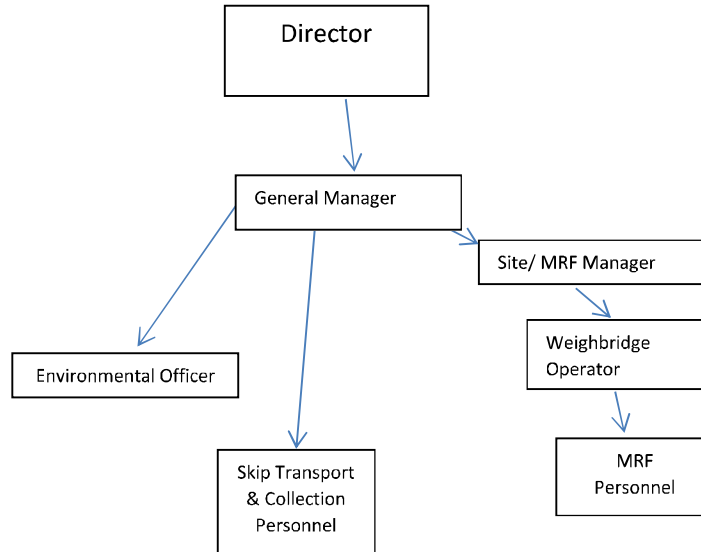 Director
General Manager
Site/ MRF Manager
Weighbridge
Operator
Environmental Officer
MRF
Personnel
Skip Transport
& Collection
Personnel